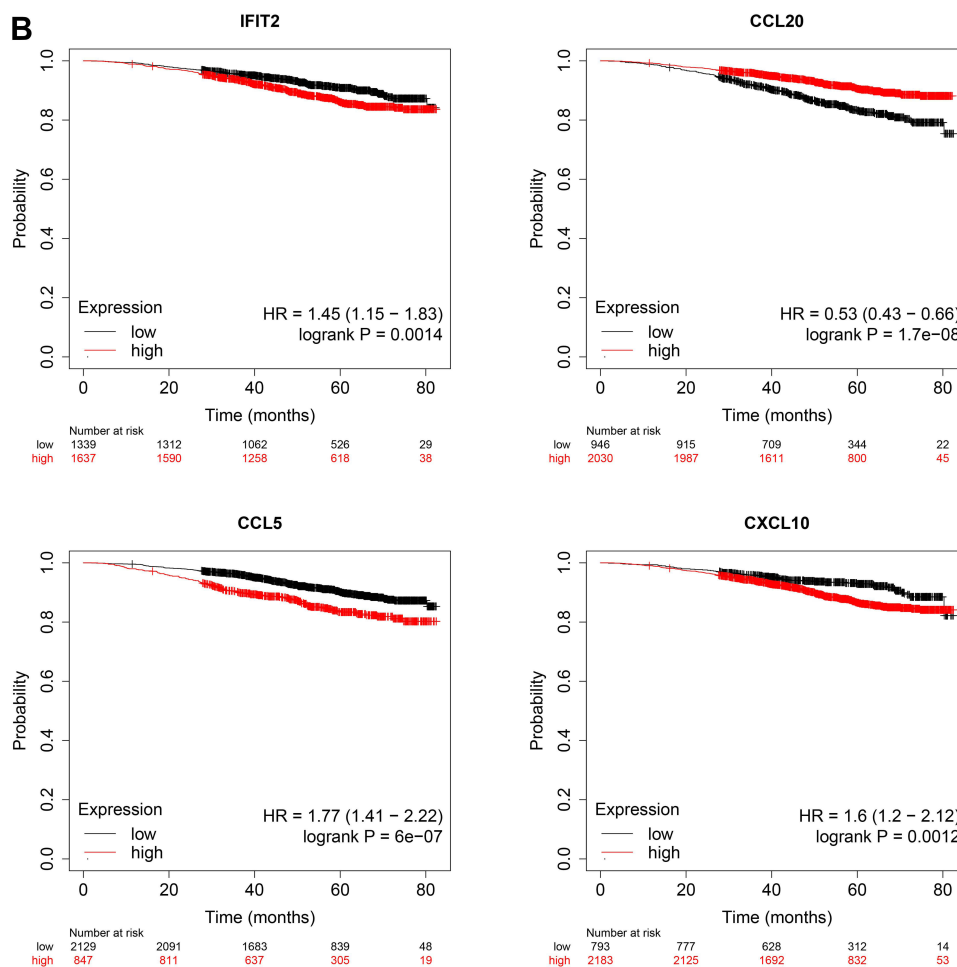 B
IFIT2
Probability
1.0
0.8
0.6
0.4
0.2
0.0
Expression
low
high
HR = 1.45 (1.15 − 1.83)
logrank P = 0.0014
0 20 40 60 80
Time (months)
Number at risk
low 1339 1312 1062 526 29
high 1637 1590 1258 618 38
CCL20
Probability
1.0
0.8
0.6
0.4
0.2
0.0
Expression
low
high
HR = 0.53 (0.43 − 0.66)
logrank P = 1.7e−08
0 20 40 60 80
Time (months)
Number at risk
low 946 915 709 344 22
high 2030 1987 1611 800 45
CCL5
Probability
1.0
0.8
0.6
0.4
0.2
0.0
Expression
low
high
HR = 1.77 (1.41 − 2.22)
logrank P = 6e−07
0 20 40 60 80
Time (months)
Number at risk
low 2129 2091 1683 839 48
high 847 811 637 305 19
CXCL10
Probability
1.0
0.8
0.6
0.4
0.2
0.0
Expression
low
high
HR = 1.6 (1.2 − 2.12)
logrank P = 0.0012
0 20 40 60 80
Time (months)
Number at risk
low 793 777 628 312 14
high 2183 2125 1692 832 53